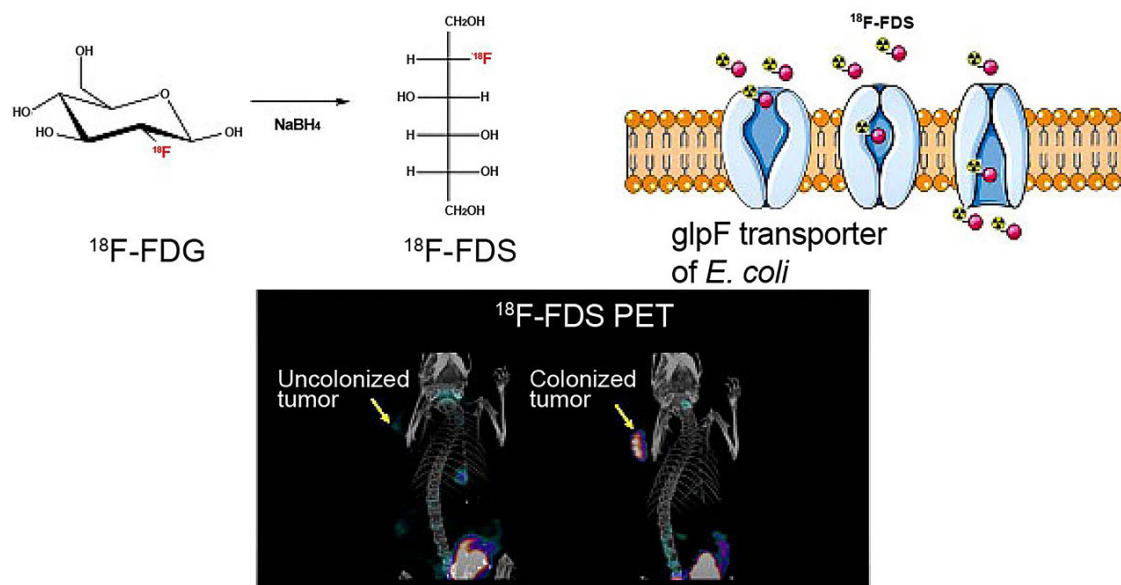 OH
HO
HO
O
OH
¹⁸F
NaBH₄
CH₂OH
H
¹⁸F
HO
H
H
OH
H
OH
CH₂OH
¹⁸F-FDG
¹⁸F-FDS
¹⁸F-FDS
glpF transporter
of E. coli
¹⁸F-FDS PET
Uncolonized
tumor
Colonized
tumor